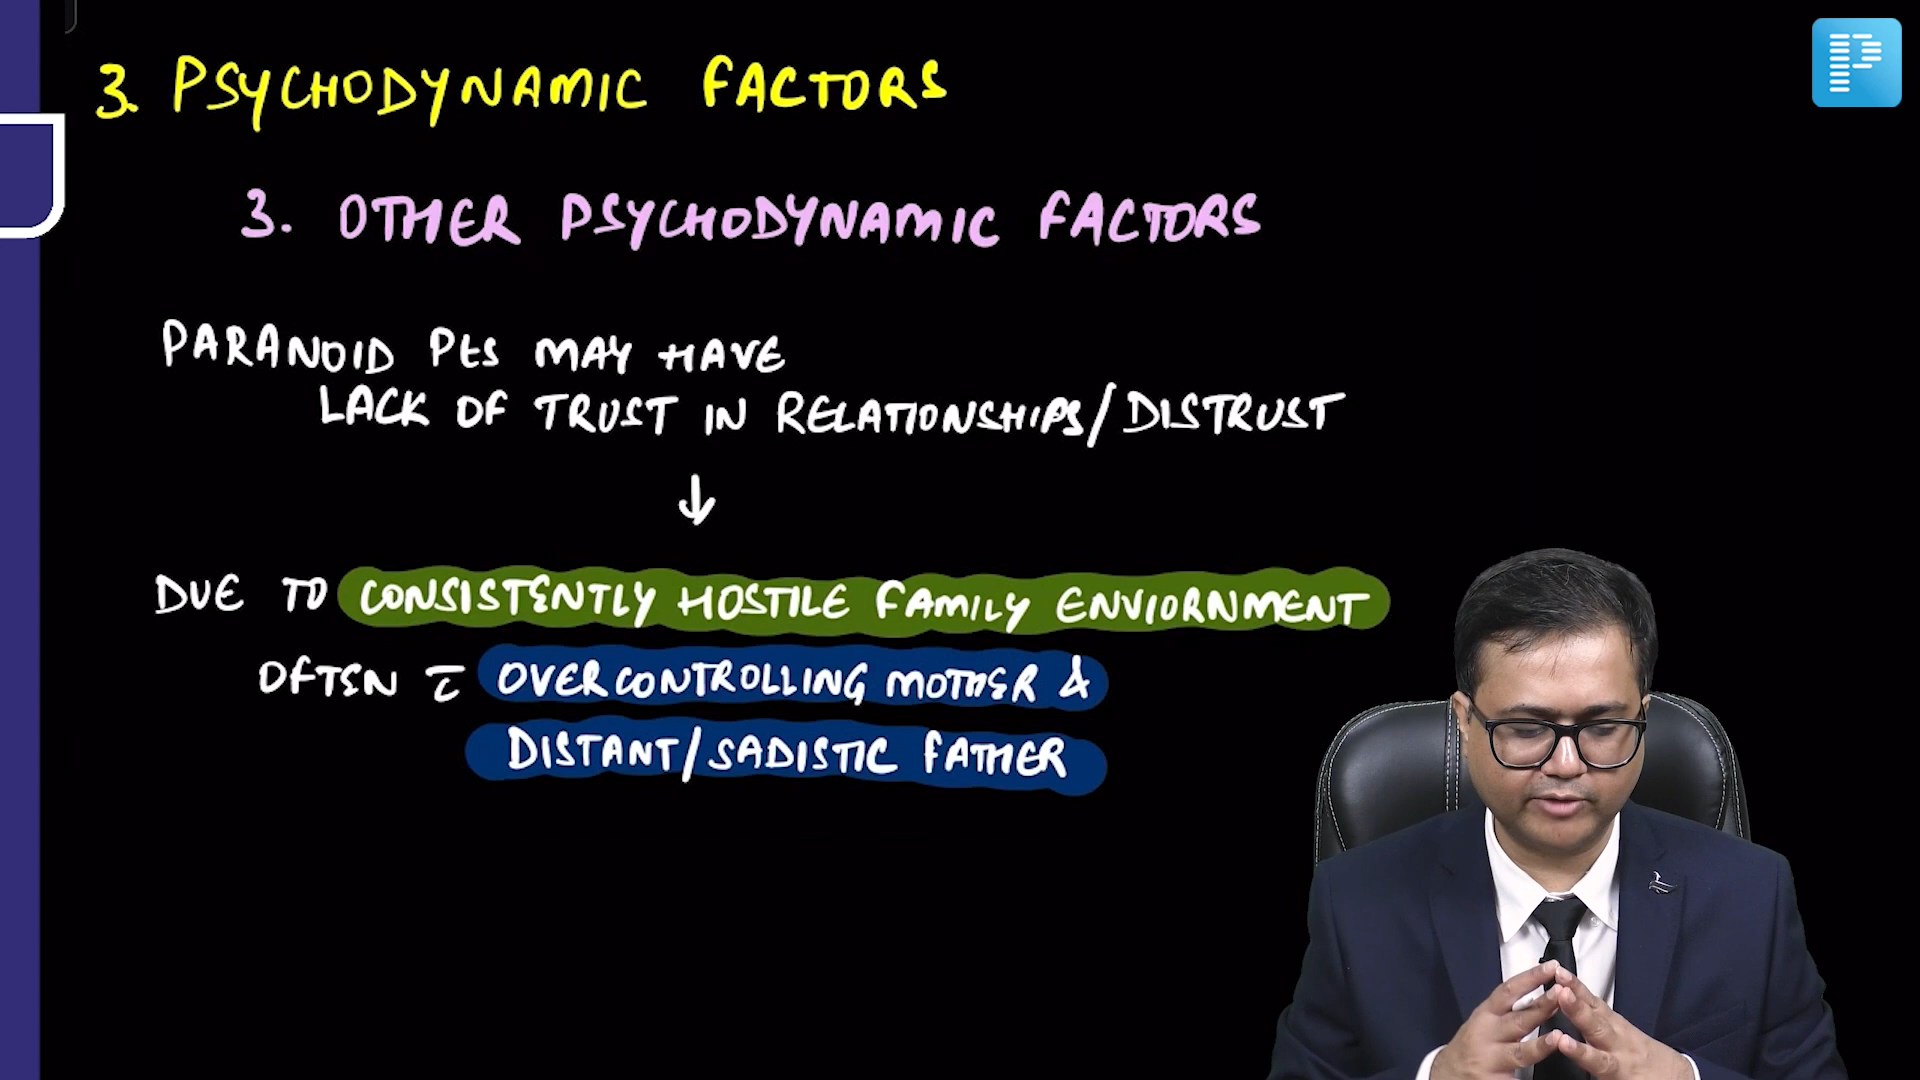 3. PSYCHODYNAMIC FACTORS
3. OTHER PSYCHODYNAMIC FACTORS
PARANOID Pts MAY HAVE
LACK OF TRUST IN RELATIONSHIPS/DISTRUST
↓
DUE TO CONSISTENTLY HOSTILE FAMILY ENVIORNMENT
OFTEN c̄ OVERCONTROLLING MOTHER &
DISTANT/SADISTIC FATHER